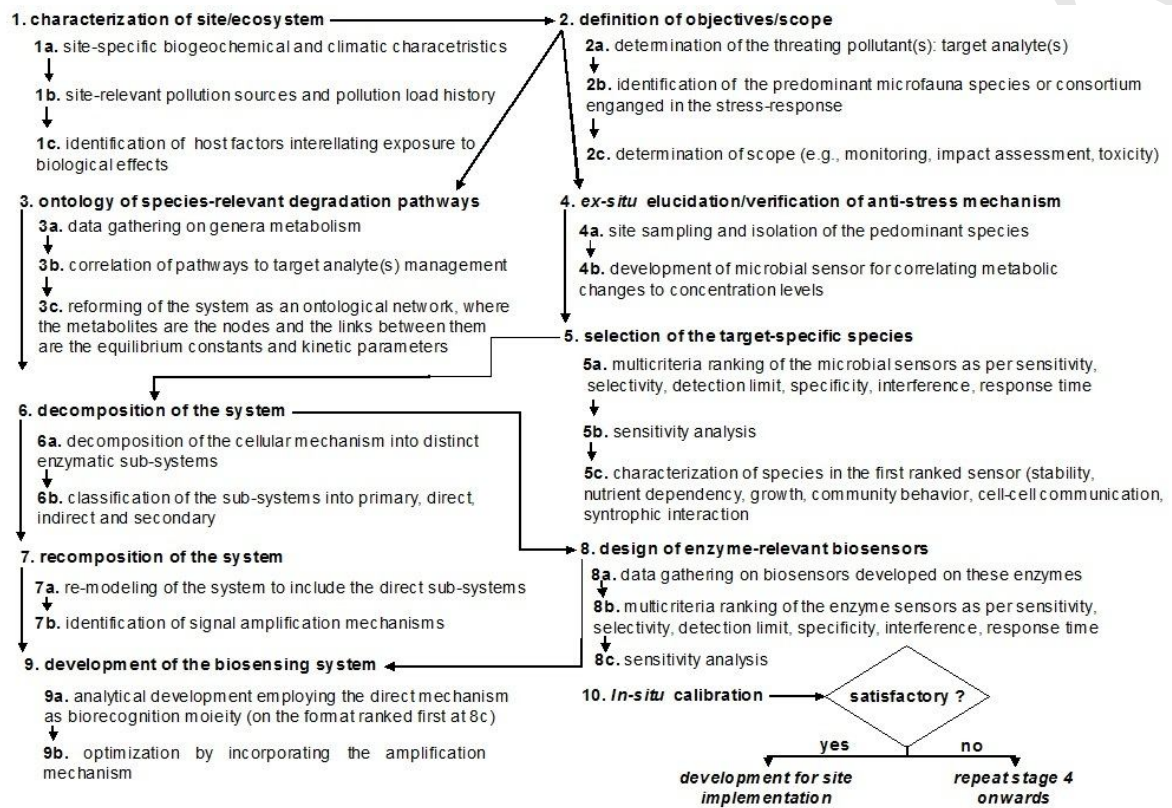 1. characterization of site/ecosystem
1a. site-specific biogeochemical and climatic characetristics
1b. site-relevant pollution sources and pollution load history
1c. identification of host factors interellating exposure to
biological effects
2. definition of objectives/scope
2a. determination of the threating pollutant(s): target analyte(s)
2b. identification of the predominant microfauna species or consortium
enganged in the stress-response
2c. determination of scope (e.g., monitoring, impact assessment, toxicity)
3. ontology of species-relevant degradation pathways
3a. data gathering on genera metabolism
3b. correlation of pathways to target analyte(s) management
3c. reforming of the system as an ontological network, where
the metabolites are the nodes and the links between them
are the equilibrium constants and kinetic parameters
4. ex-situ elucidation/verification of anti-stress mechanism
4a. site sampling and isolation of the pedominant species
4b. development of microbial sensor for correlating metabolic
changes to concentration levels
5. selection of the target-specific species
5a. multicriteria ranking of the microbial sensors as per sensitivity,
selectivity, detection limit, specificity, interference, response time
5b. sensitivity analysis
5c. characterization of species in the first ranked sensor (stability,
nutrient dependency, growth, community behavior, cell-cell communication,
syntrophic interaction
6. decomposition of the system
6a. decomposition of the cellular mechanism into distinct
enzymatic sub-systems
6b. classification of the sub-systems into primary, direct,
indirect and secondary
7. recomposition of the system
7a. re-modeling of the system to include the direct sub-systems
7b. identification of signal amplification mechanisms
8. design of enzyme-relevant biosensors
8a. data gathering on biosensors developed on these enzymes
8b. multicriteria ranking of the enzyme sensors as per sensitivity,
selectivity, detection limit, specificity, interference, response time
8c. sensitivity analysis
9. development of the biosensing system
9a. analytical development employing the direct mechanism
as biorecognition moieity (on the format ranked first at 8c)
9b. optimization by incorporating the amplification
mechanism
10. In-situ calibration
satisfactory ?
yes
no
development for site
implementation
repeat stage 4
onwards